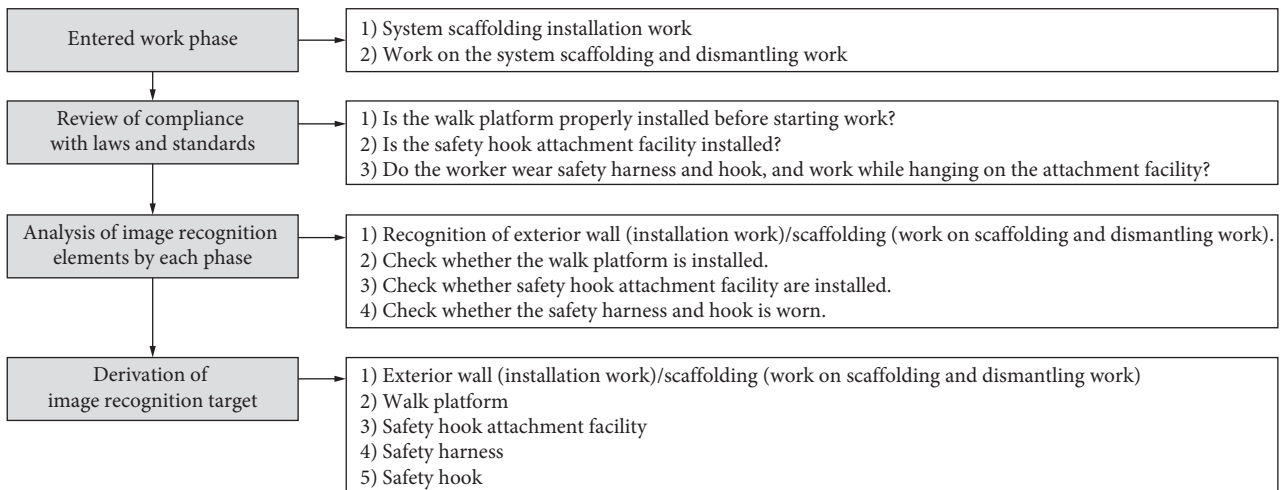 Entered work phase
1) System scaffolding installation work
2) Work on the system scaffolding and dismantling work
Review of compliance
with laws and standards
1) Is the walk platform properly installed before starting work?
2) Is the safety hook attachment facility installed?
3) Do the worker wear safety harness and hook, and work while hanging on the attachment facility?
Analysis of image recognition
elements by each phase
1) Recognition of exterior wall (installation work)/scaffolding (work on scaffolding and dismantling work).
2) Check whether the walk platform is installed.
3) Check whether safety hook attachment facility are installed.
4) Check whether the safety harness and hook is worn.
Derivation of
image recognition target
1) Exterior wall (installation work)/scaffolding (work on scaffolding and dismantling work)
2) Walk platform
3) Safety hook attachment facility
4) Safety harness
5) Safety hook